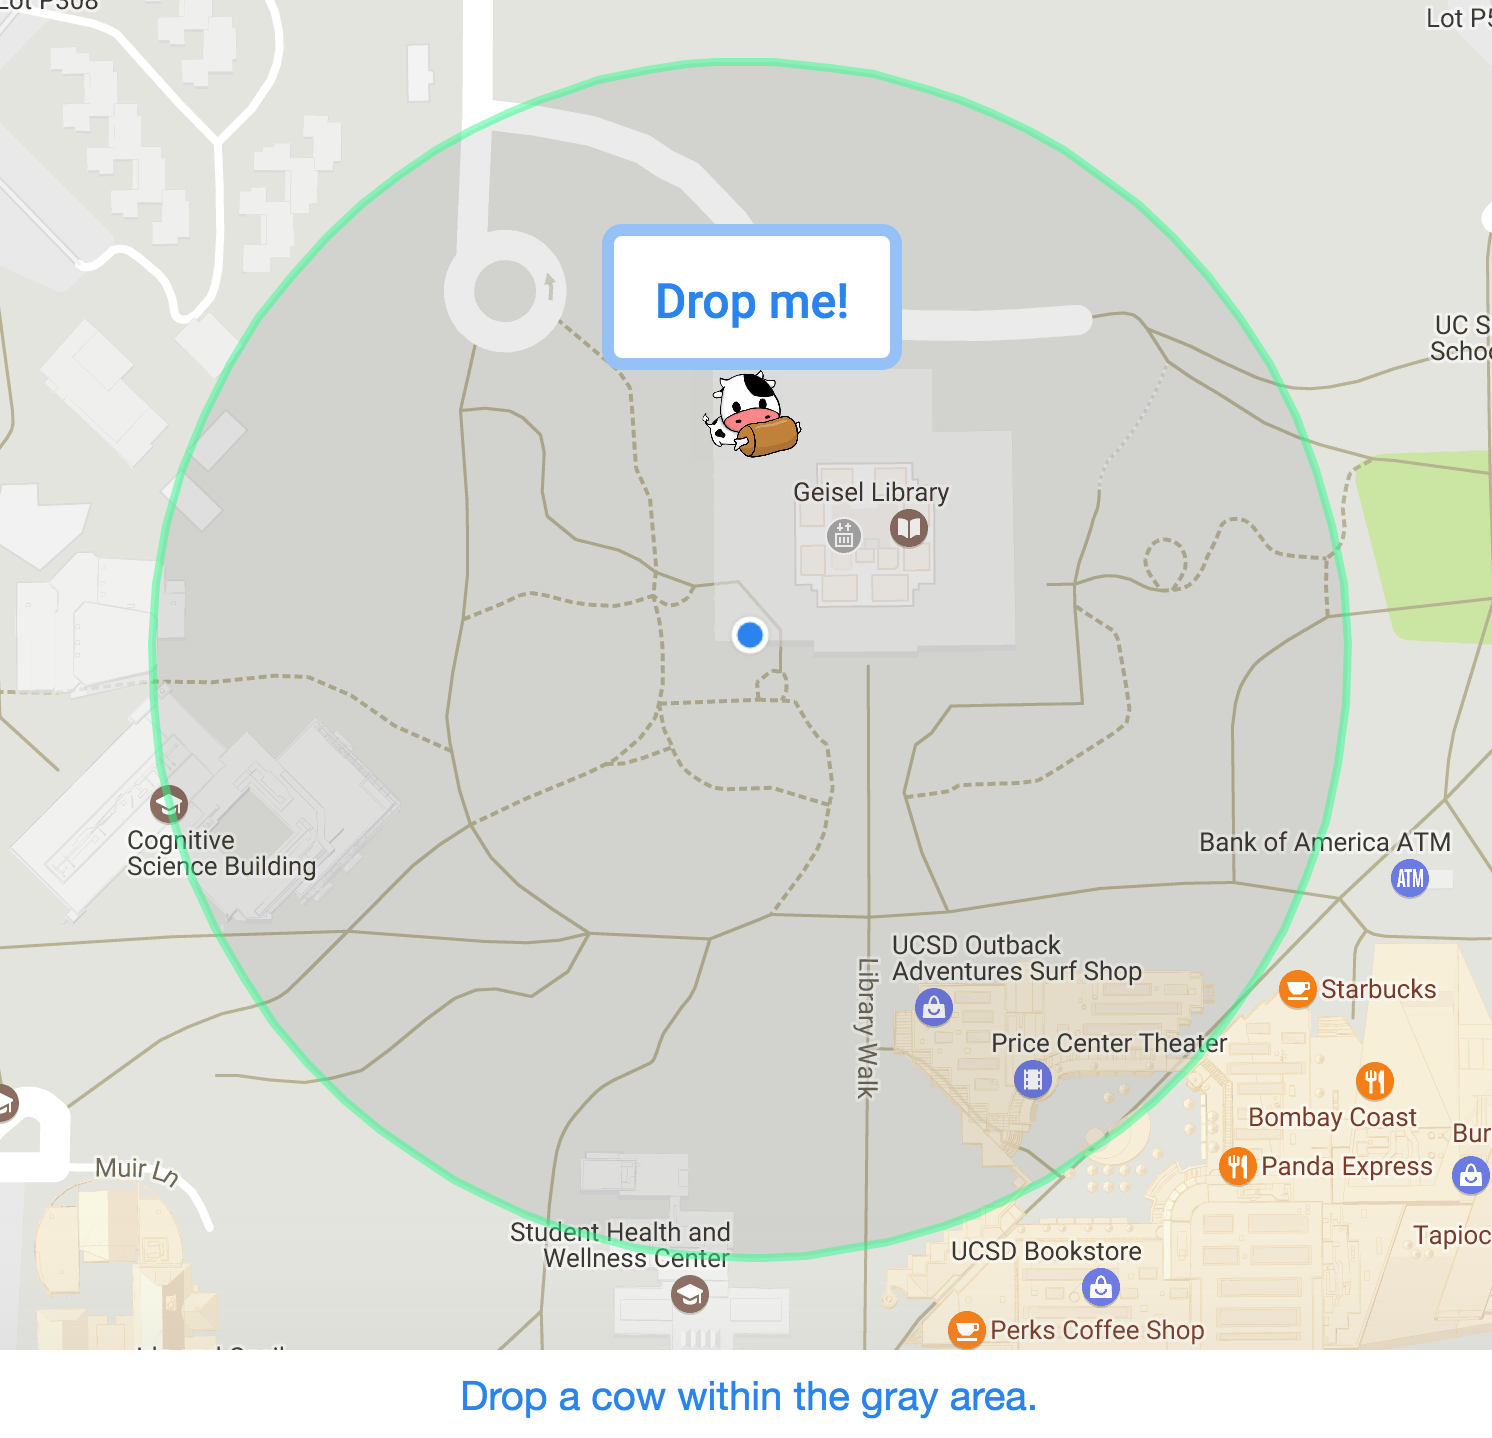 Lot P308
Lot P5
Drop me!
UC S
Schoo
Geisel Library
Cognitive
Science Building
Bank of America ATM
ATM
UCSD Outback
Adventures Surf Shop
Starbucks
Library Walk
Price Center Theater
Bombay Coast
Bur
Muir Ln
Panda Express
Student Health and
Wellness Center
UCSD Bookstore
Tapioc
Perks Coffee Shop
Drop a cow within the gray area.